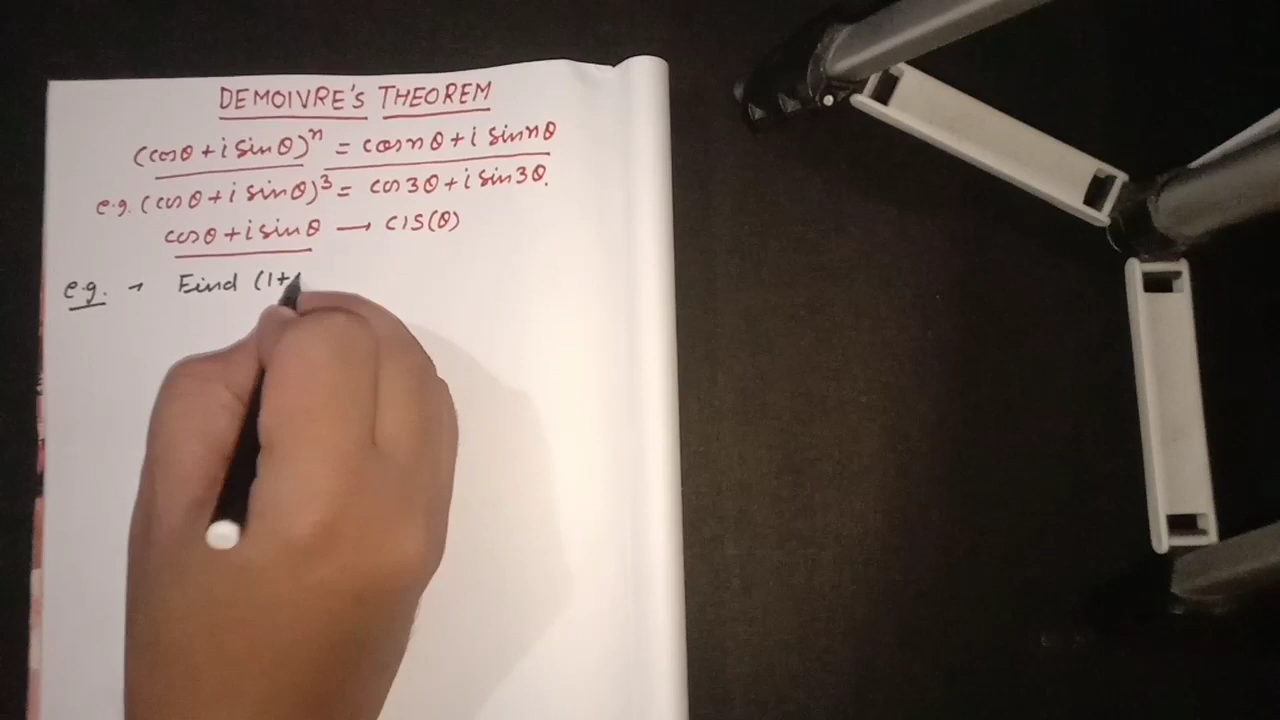 DEMOIVRE'S THEOREM
(cosθ + i sinθ)ⁿ = cosnθ + i sinnθ
e.g. (cosθ + i sinθ)³ = cos3θ + i sin3θ.
cosθ + i sinθ → CIS(θ)
e.g. → Find (1+